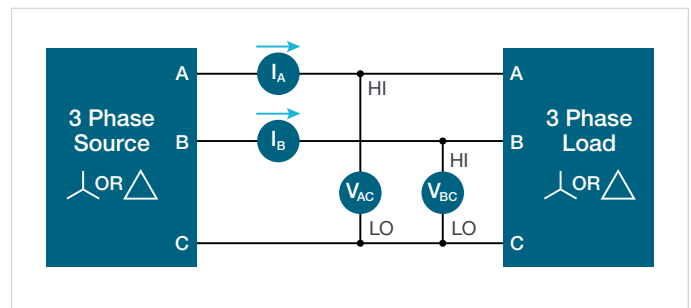 3 Phase
Source
OR
A
B
C
I_A
I_B
HI
V_AC
LO
HI
V_BC
LO
A
B
C
3 Phase
Load
OR